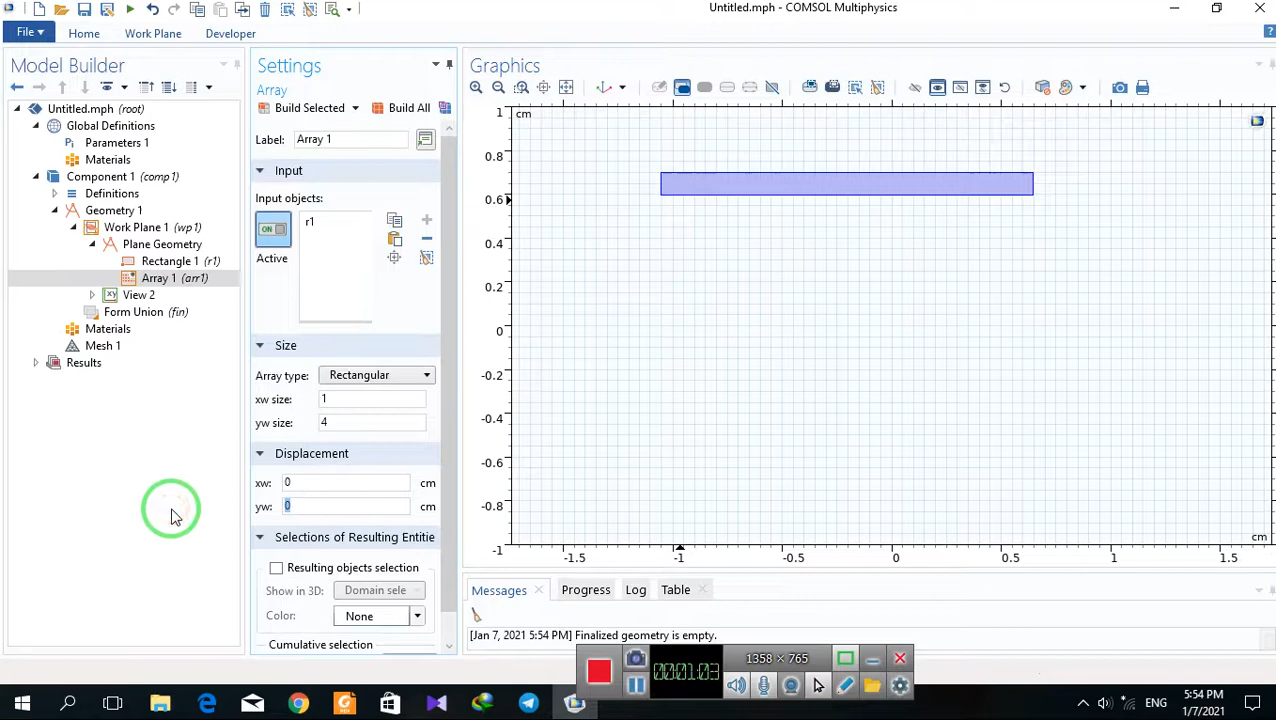 Untitled.mph - COMSOL Multiphysics
File
Home
Work Plane
Developer
Model Builder
Untitled.mph (root)
Global Definitions
Pi Parameters 1
Materials
Component 1 (comp1)
Definitions
Geometry 1
Work Plane 1 (wp1)
Plane Geometry
Rectangle 1 (r1)
Array 1 (arr1)
View 2
Form Union (fin)
Materials
Mesh 1
Results
Settings
Array
Build Selected
Build All
Label: Array 1
Input
Input objects:
ON
r1
Active
Size
Array type: Rectangular
xw size: 1
yw size: 4
Displacement
xw: 0 cm
yw: 0 cm
Selections of Resulting Entitie
Resulting objects selection
Show in 3D: Domain sele
Color: None
Cumulative selection
Graphics
1
cm
0.8
0.6
0.4
0.2
0
-0.2
-0.4
-0.6
-0.8
-1
cm
-1.5
-1
-0.5
0
0.5
1
1.5
Messages
Progress
Log
Table
[Jan 7, 2021 5:54 PM] Finalized geometry is empty.
00:01:03
1358 × 765
ENG
5:54 PM
1/7/2021